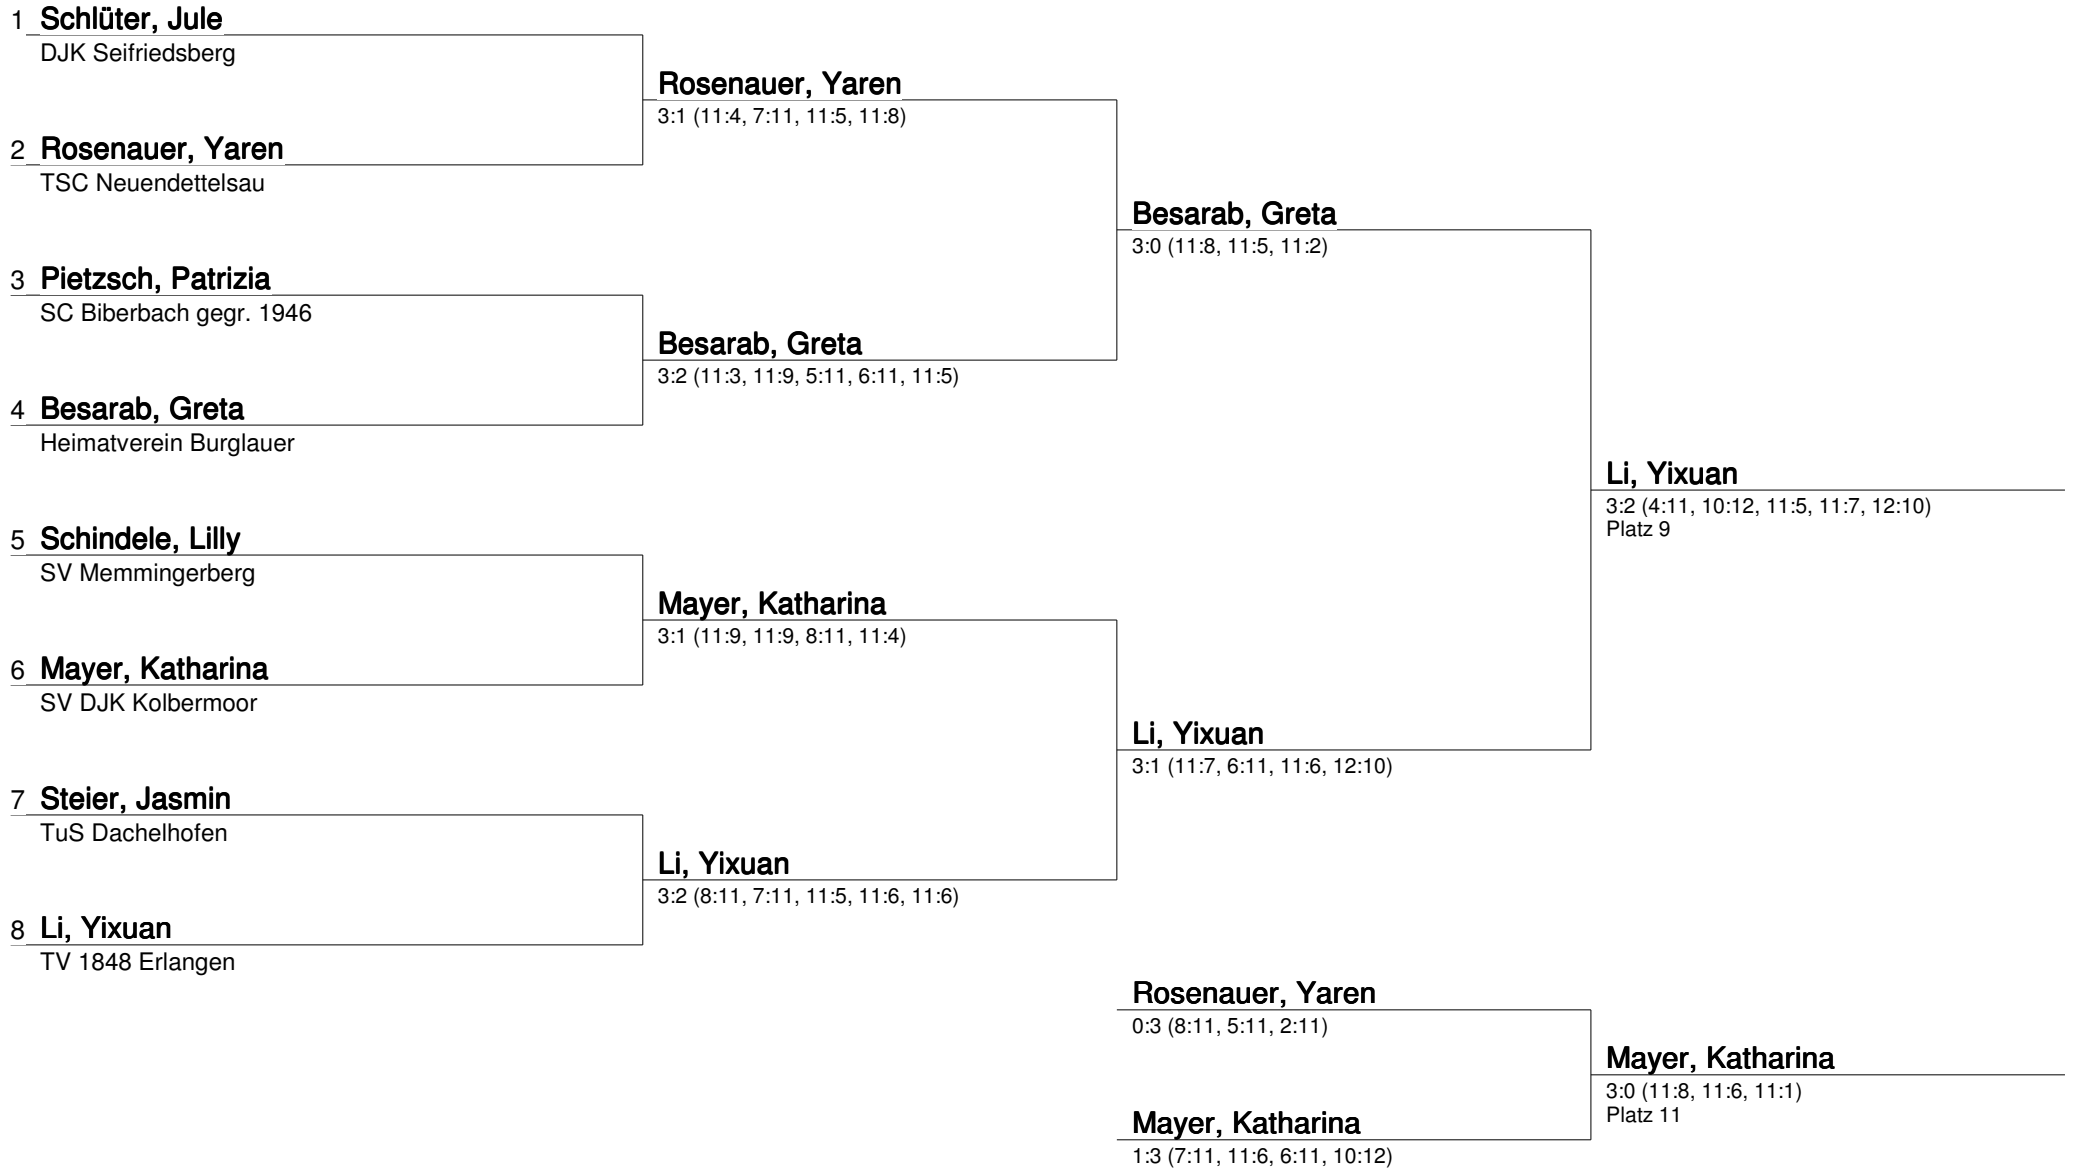 1 Schlüter, Jule
DJK Seifriedsberg
Rosenauer, Yaren
3:1 (11:4, 7:11, 11:5, 11:8)
2 Rosenauer, Yaren
TSC Neuendettelsau
Besarab, Greta
3:0 (11:8, 11:5, 11:2)
3 Pietzsch, Patrizia
SC Biberbach gegr. 1946
Besarab, Greta
3:2 (11:3, 11:9, 5:11, 6:11, 11:5)
4 Besarab, Greta
Heimatverein Burglauer
Li, Yixuan
3:2 (4:11, 10:12, 11:5, 11:7, 12:10)
Platz 9
5 Schindele, Lilly
SV Memmingerberg
Mayer, Katharina
3:1 (11:9, 11:9, 8:11, 11:4)
6 Mayer, Katharina
SV DJK Kolbermoor
Li, Yixuan
3:1 (11:7, 6:11, 11:6, 12:10)
7 Steier, Jasmin
TuS Dachelhofen
Li, Yixuan
3:2 (8:11, 7:11, 11:5, 11:6, 11:6)
8 Li, Yixuan
TV 1848 Erlangen
Rosenauer, Yaren
0:3 (8:11, 5:11, 2:11)
Mayer, Katharina
3:0 (11:8, 11:6, 11:1)
Platz 11
Mayer, Katharina
1:3 (7:11, 11:6, 6:11, 10:12)